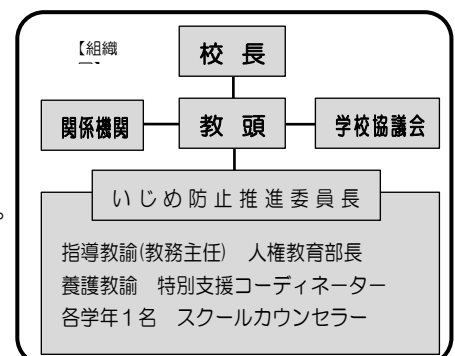 【組織
校長
関係機関 教頭 学校協議会
いじめ防止推進委員長
。
指導教諭(教務主任) 人権教育部長
養護教諭 特別支援コーディネーター
各学年１名 スクールカウンセラー